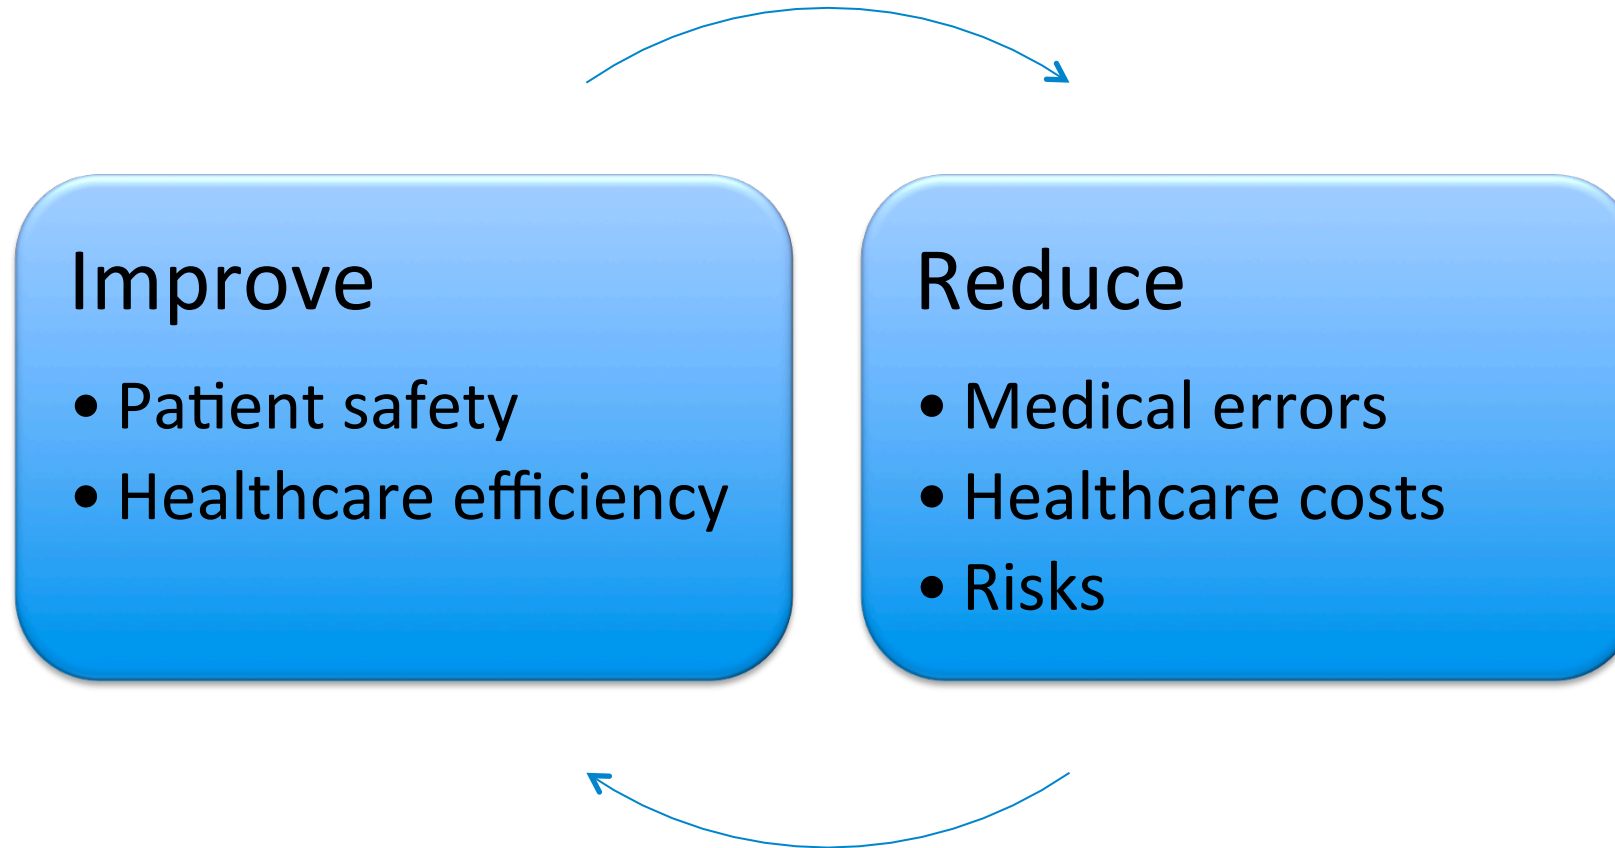 Improve
• Patient safety
• Healthcare efficiency
Reduce
• Medical errors
• Healthcare costs
• Risks